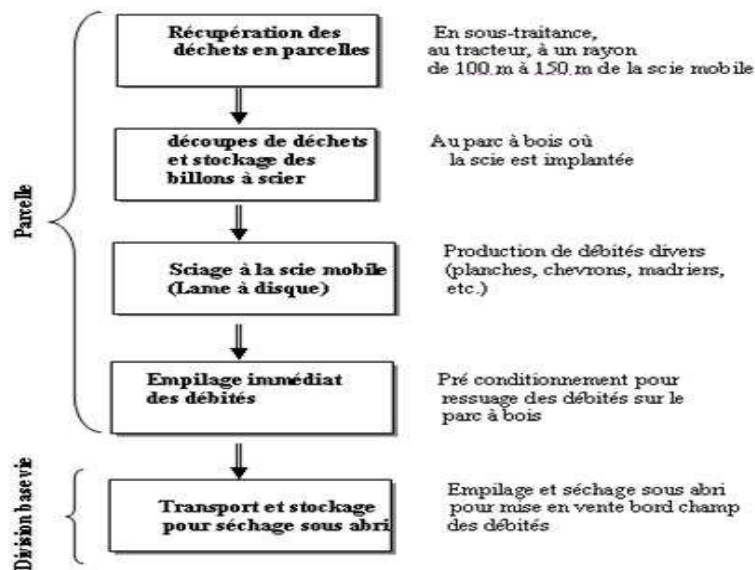 Récupération des
déchets en parcelles
En sous-traitance,
au tracteur, à un rayon
de 100 m à 150 m de la scie mobile
découpes de déchets
et stockage des
billons à scier
Au parc à bois où
la scie est implantée
Parcelle
Sciage à la scie mobile
(Lame à disque)
Production de débités divers
(planches, chevrons, madriers,
etc.)
Empilage immédiat
des débités
Pré conditionnement pour
ressuage des débités sur le
parc à bois
Division base vie
Transport et stockage
pour séchage sous abri
Empilage et séchage sous abri
pour mise en vente bord champ
des débités